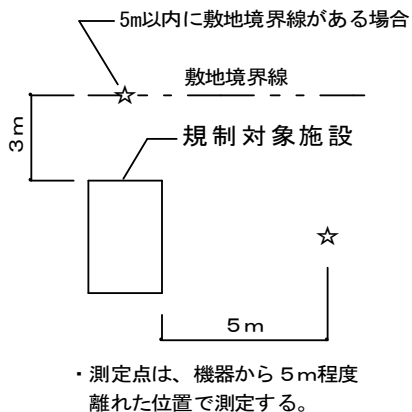 5m以内に敷地境界線がある場合
敷地境界線
3m
規制対象施設
5m
・測定点は、機器から5m程度
離れた位置で測定する。